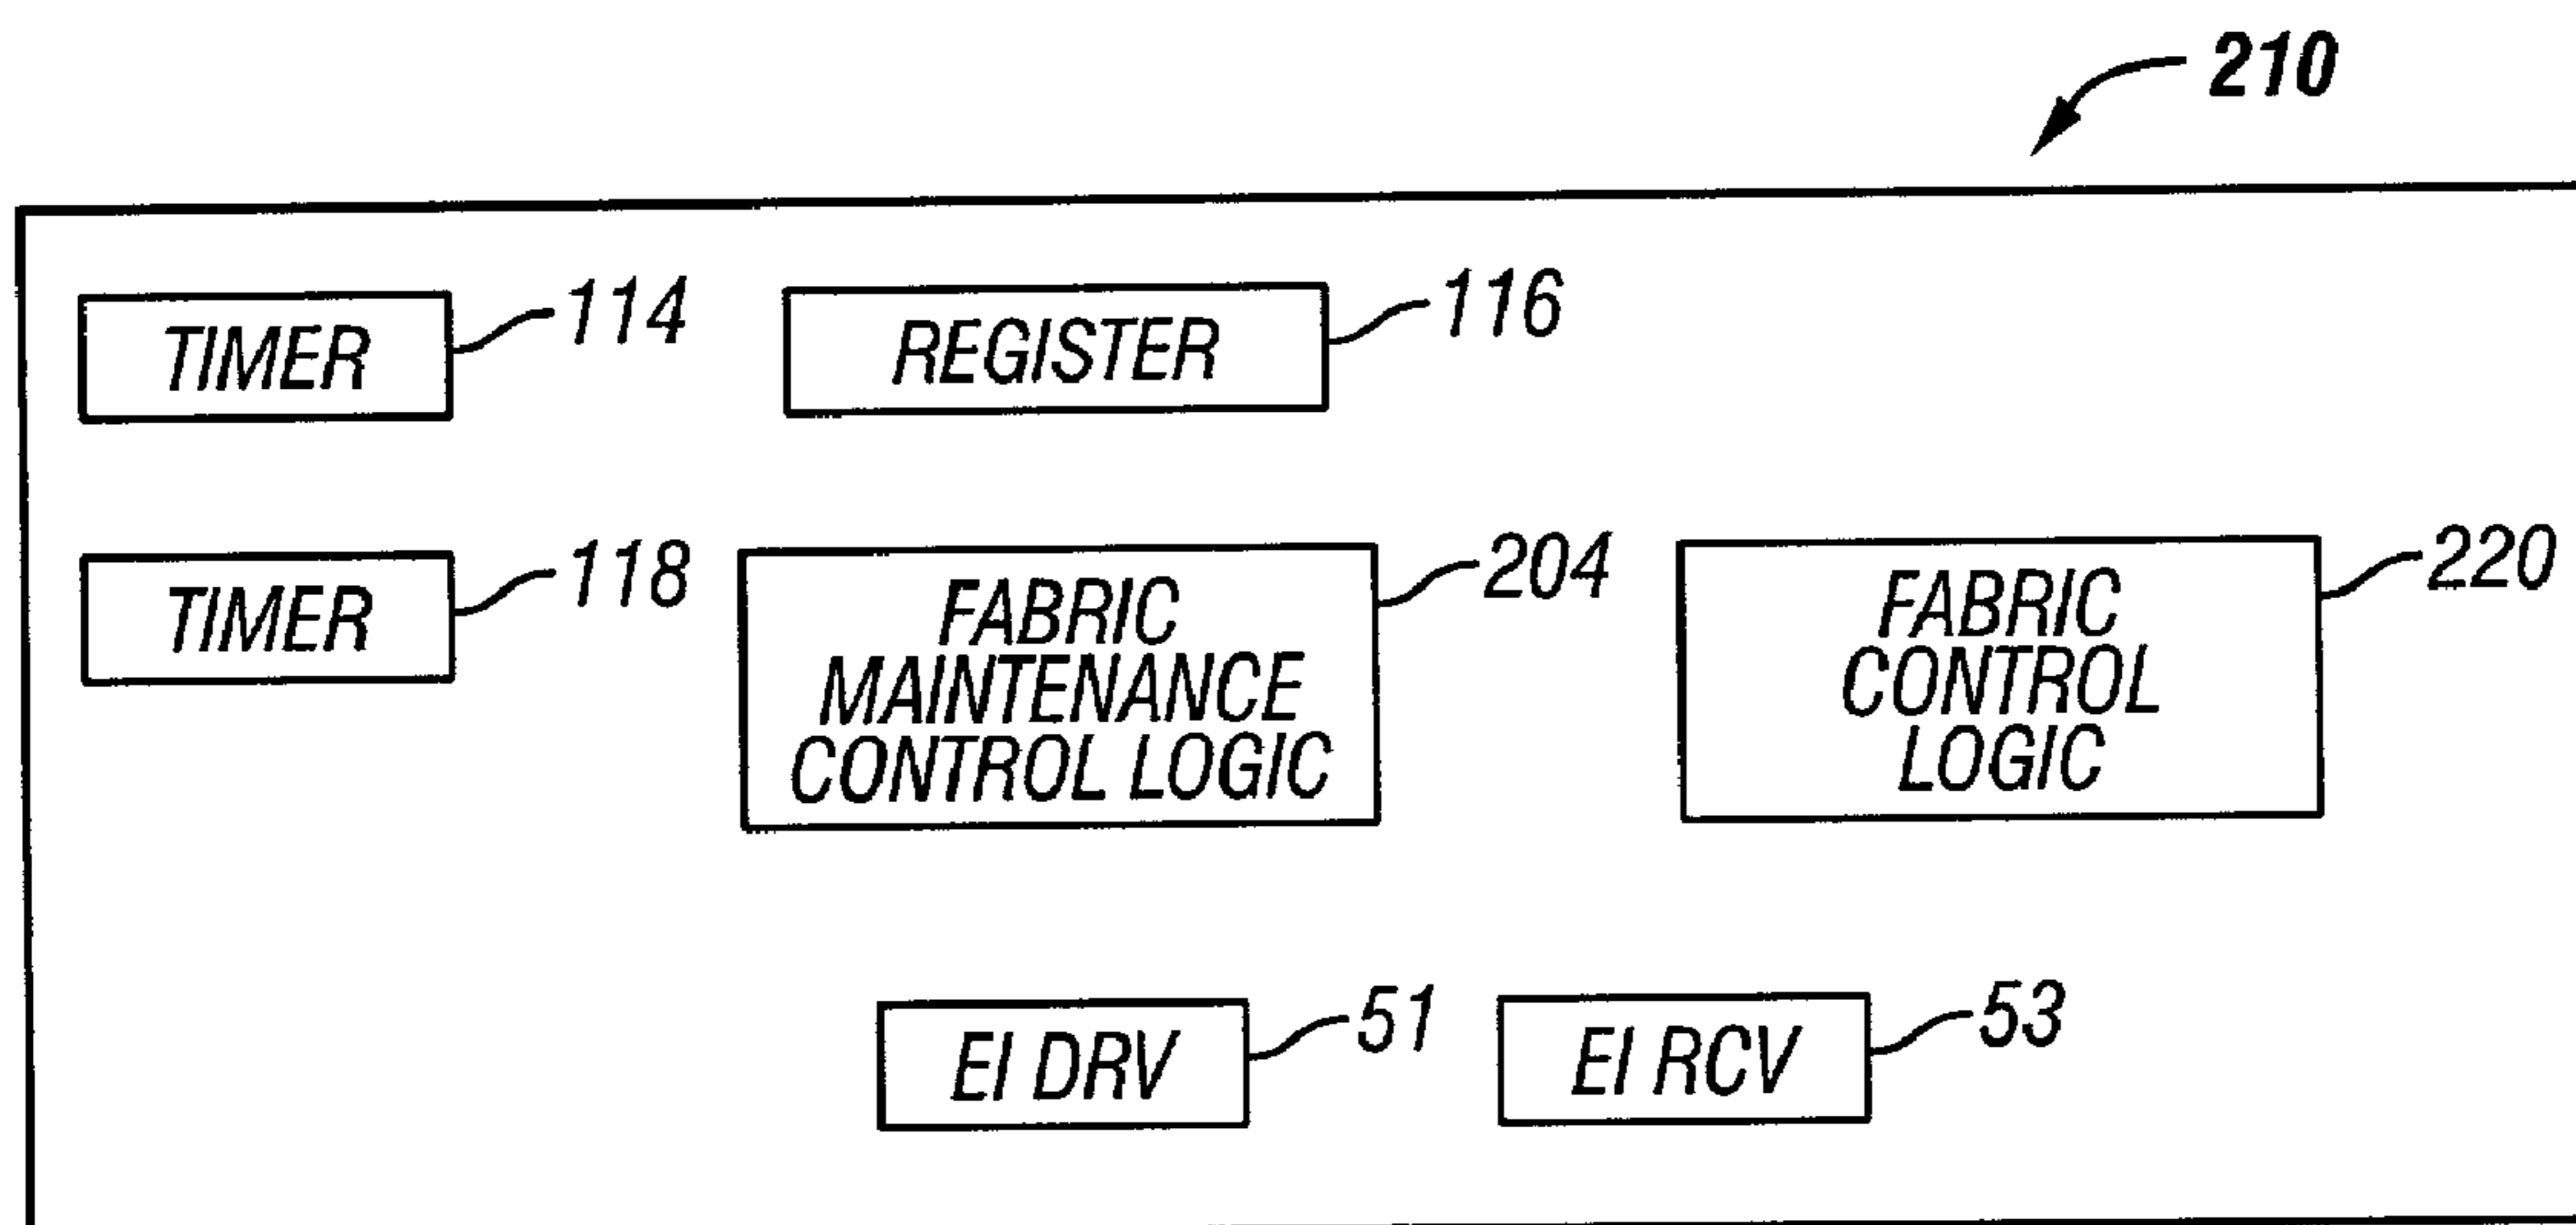 210
TIMER 114
REGISTER 116
TIMER 118
FABRIC
MAINTENANCE
CONTROL LOGIC
204
FABRIC
CONTROL
LOGIC
220
EI DRV 51
EI RCV 53